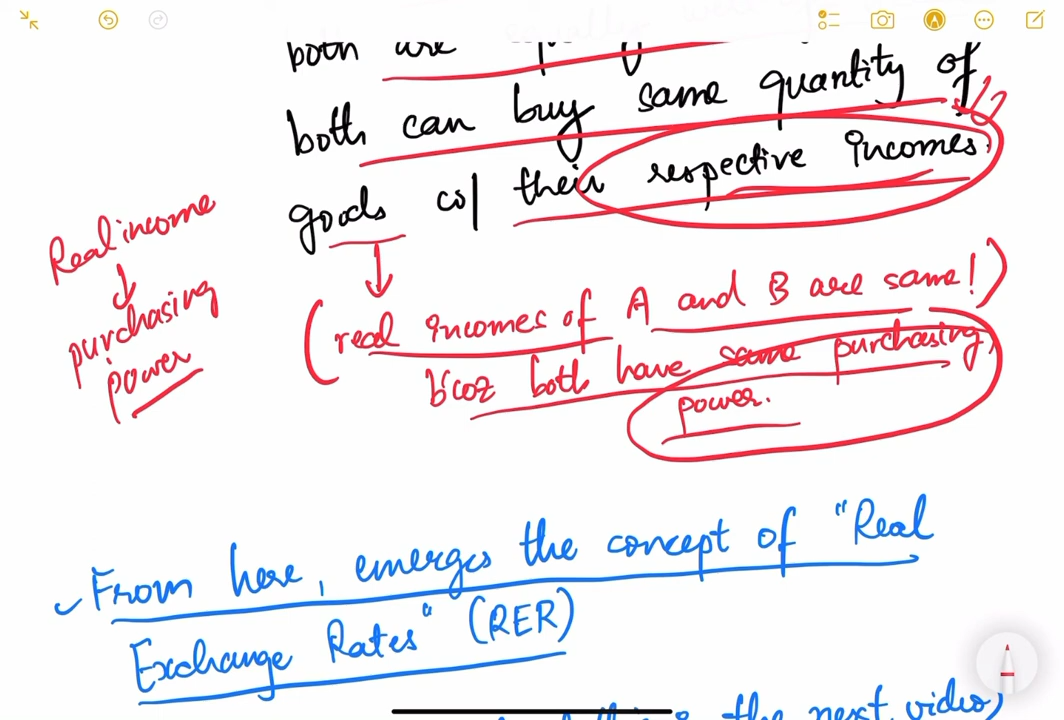 both are
both can buy same quantity of
goods c̄ their respective incomes.
Real income
↓
purchasing
power
(real incomes of A and B are same!)
b'coz both have same purchasing
power.
From here, emerges the concept of "Real
Exchange Rates" (RER)
the next video)